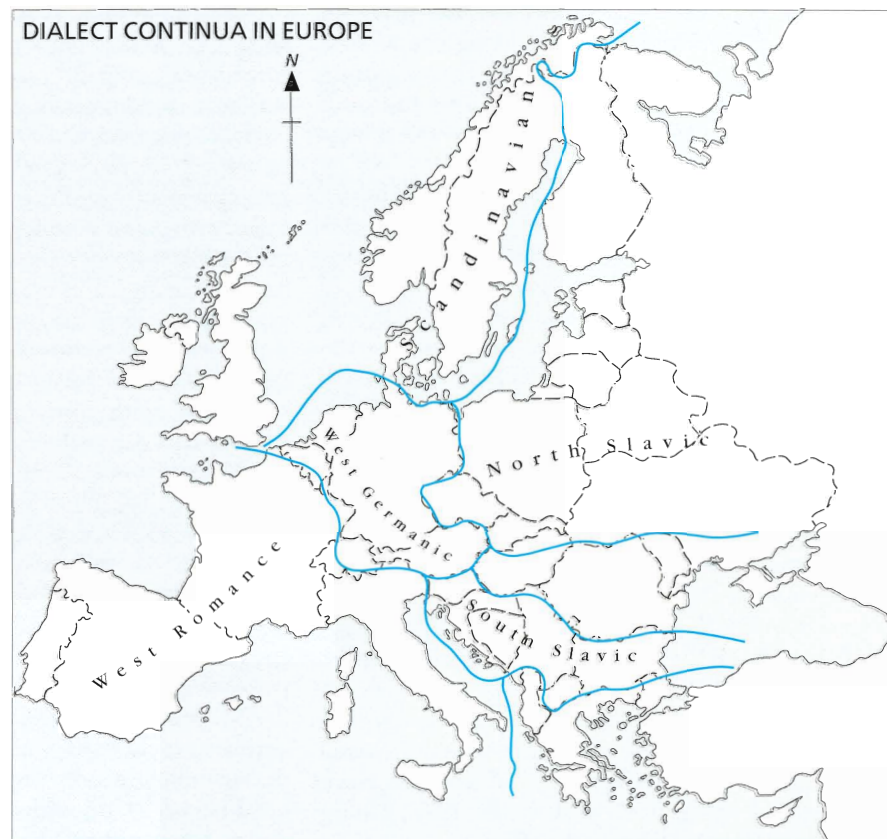 DIALECT CONTINUA IN EUROPE
N
Scandinavian
North Slavic
West Germanic
West Romance
South Slavic